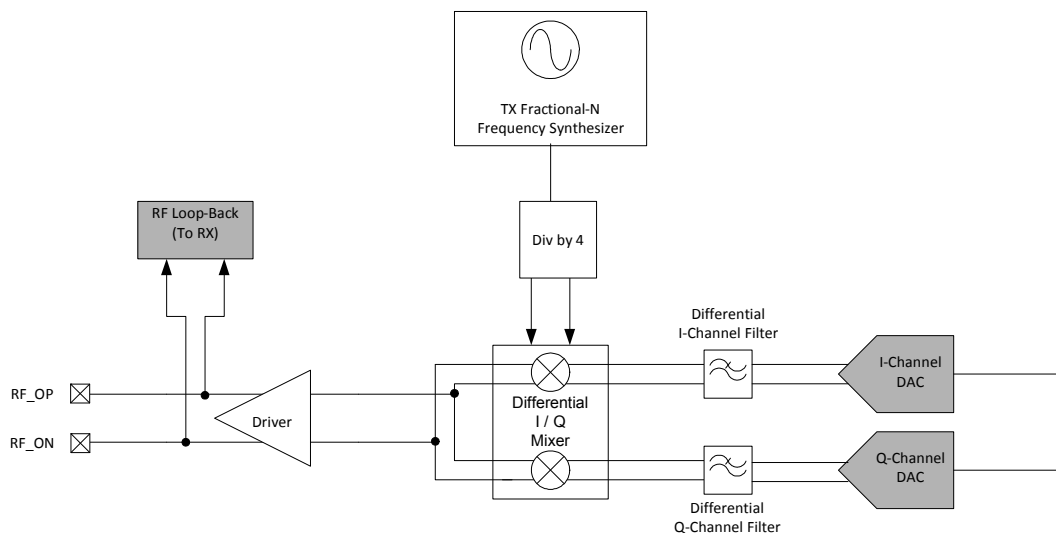 TX Fractional-N
Frequency Synthesizer
RF Loop-Back
(To RX)
Div by 4
Differential
I-Channel Filter
I-Channel
DAC
RF_OP
Driver
Differential
I / Q
Mixer
RF_ON
Q-Channel
DAC
Differential
Q-Channel Filter